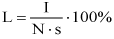 L = I / N · s · 100%